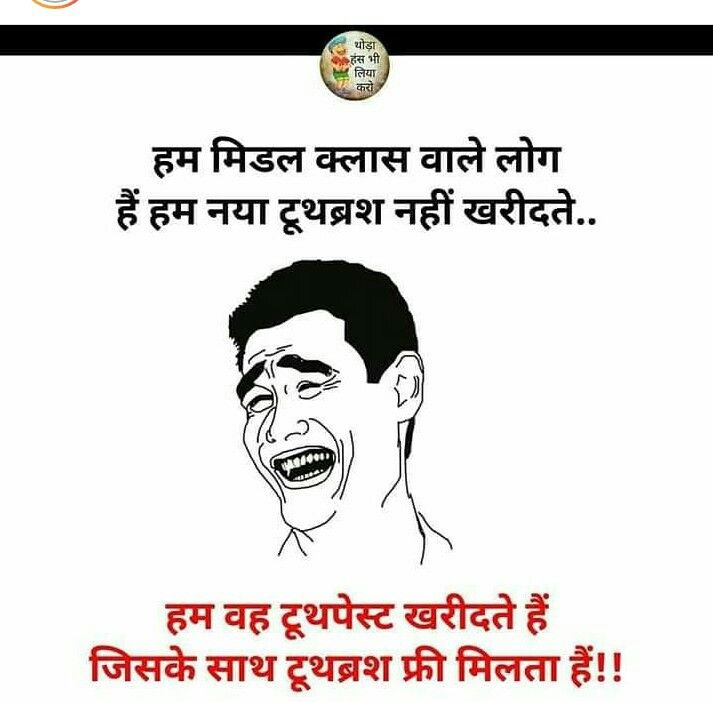 थोड़ा
हंस भी
लिया
करो
हम मिडल क्लास वाले लोग
हैं हम नया टूथब्रश नहीं खरीदते..
हम वह टूथपेस्ट खरीदते हैं
जिसके साथ टूथब्रश फ्री मिलता हैं!!